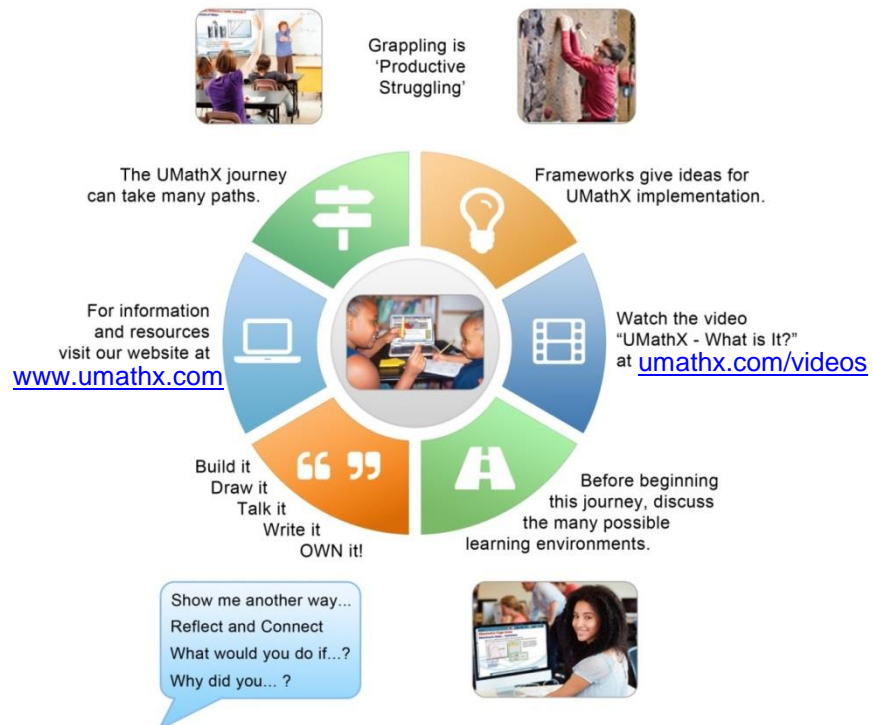 Grappling is
‘Productive
Struggling’
The UMathX journey
can take many paths.
Frameworks give ideas for
UMathX implementation.
For information
and resources
visit our website at
www.umathx.com
Watch the video
“UMathX - What is It?”
at umathx.com/videos
Build it
Draw it
Talk it
Write it
OWN it!
Before beginning
this journey, discuss
the many possible
learning environments.
Show me another way...
Reflect and Connect
What would you do if...?
Why did you... ?